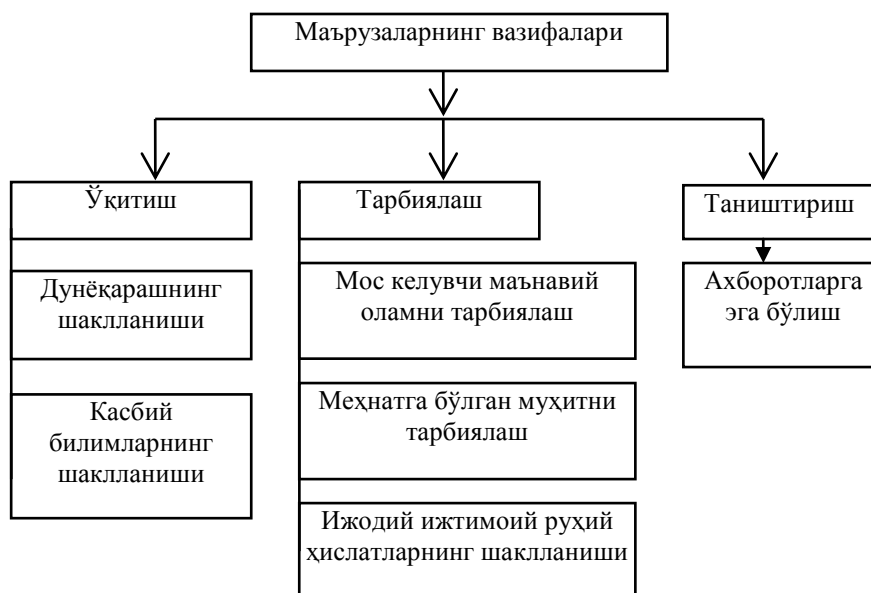 Маърузаларнинг вазифалари
Ўқитиш
Тарбиялаш
Таништириш
Дунёқарашнинг
шаклланиши
Мос келувчи маънавий
оламни тарбиялаш
Ахборотларга
эга бўлиш
Касбий
билимларнинг
шаклланиши
Меҳнатга бўлган муҳитни
тарбиялаш
Ижодий ижтимоий руҳий
ҳислатларнинг шаклланиши